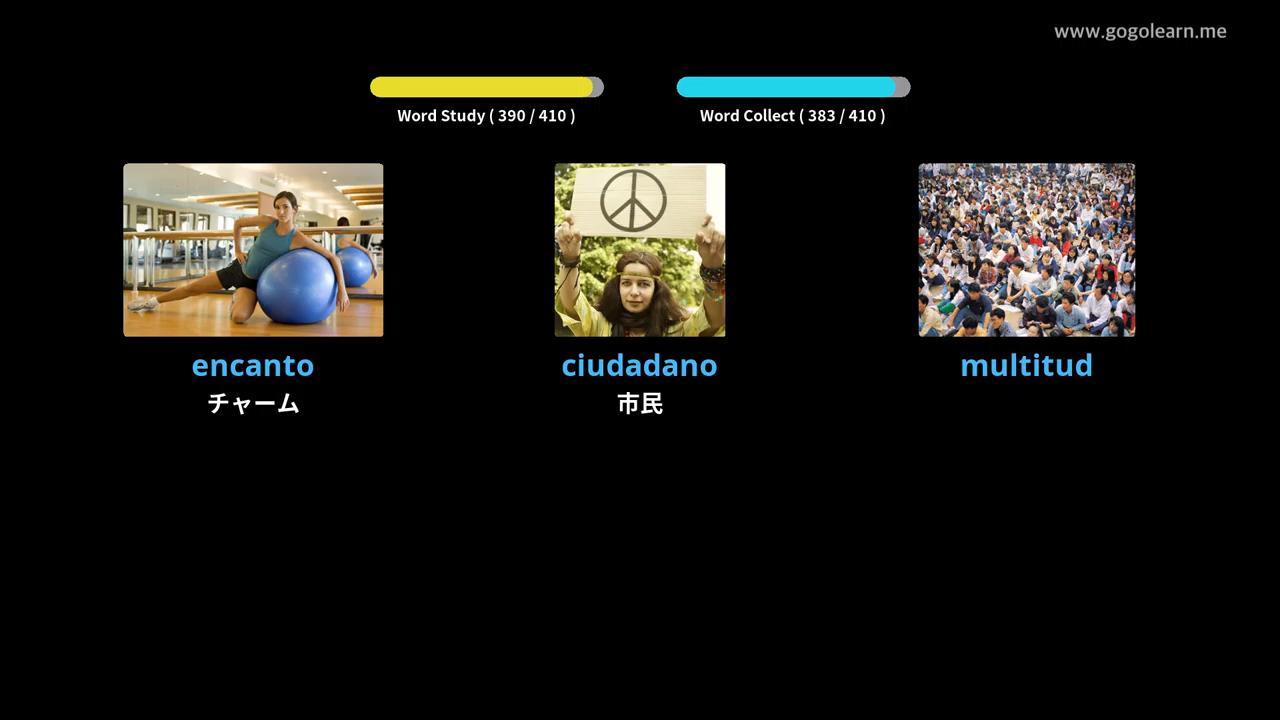 www.gogolearn.me
Word Study ( 390 / 410 )
Word Collect ( 383 / 410 )
encanto
チャーム
ciudadano
市民
multitud